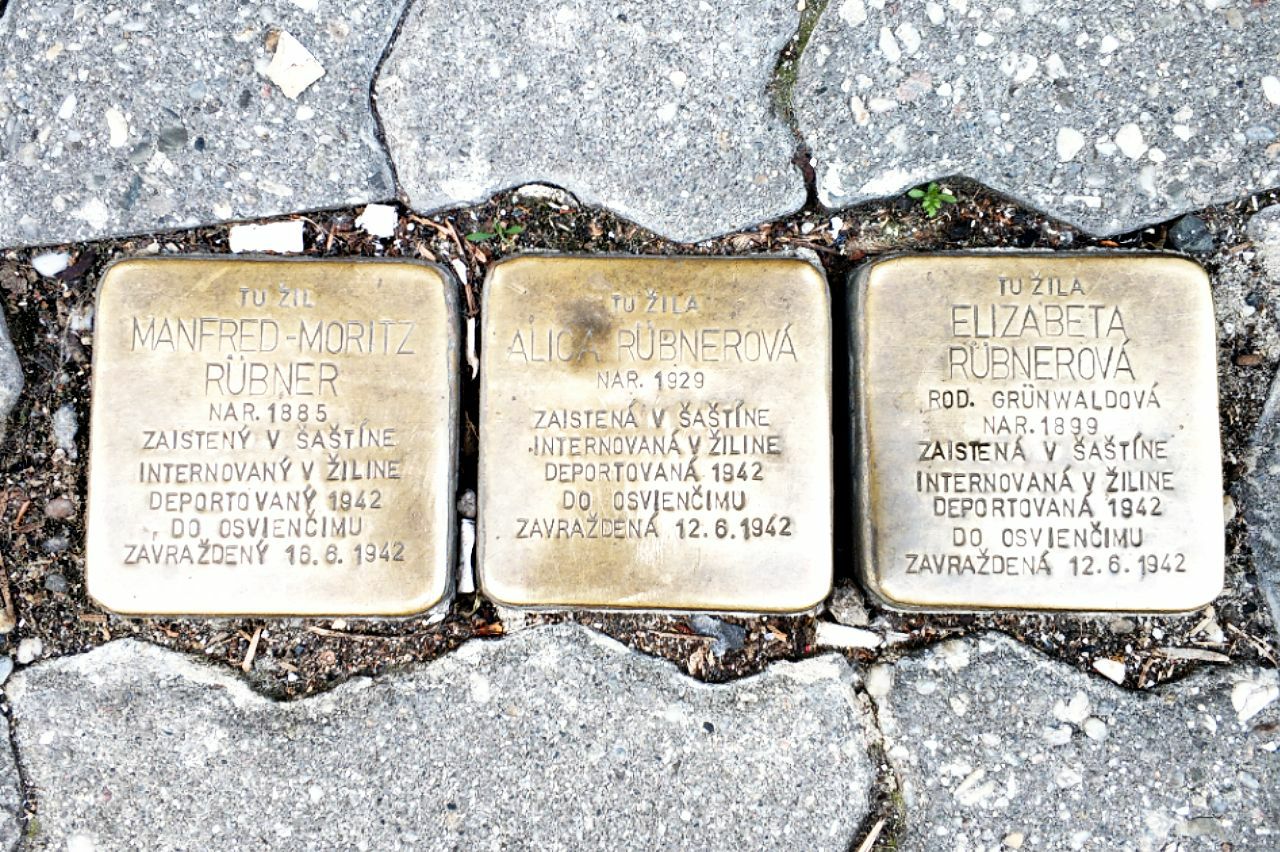 TU ŽIL
MANFRED-MORITZ
RÜBNER
NAR. 1885
ZAISTENÝ V ŠAŠTÍNE
INTERNOVANÝ V ŽILINE
DEPORTOVANÝ 1942
DO OSVIENČIMU
ZAVRAŽDENÝ 16.6.1942
TU ŽILA
ALICA RÜBNEROVÁ
NAR. 1929
ZAISTENÁ V ŠAŠTÍNE
INTERNOVANÁ V ŽILINE
DEPORTOVANÁ 1942
DO OSVIENČIMU
ZAVRAŽDENÁ 12.6.1942
TU ŽILA
ELIZABETA
RÜBNEROVÁ
ROD. GRÜNWALDOVÁ
NAR. 1899
ZAISTENÁ V ŠAŠTÍNE
INTERNOVANÁ V ŽILINE
DEPORTOVANÁ 1942
DO OSVIENČIMU
ZAVRAŽDENÁ 12.6.1942